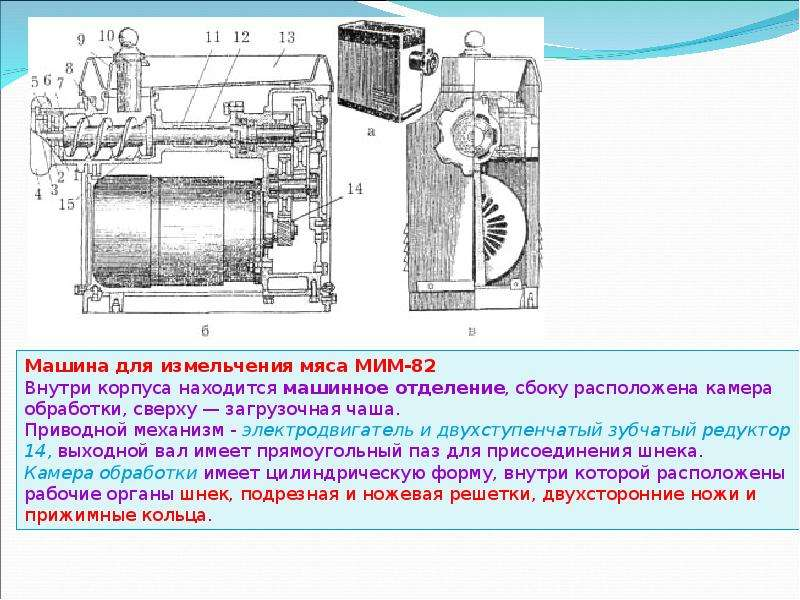 9 10 11 12 13
8
5 6 7
а
2 1
3
4
15
14
б
в
Машина для измельчения мяса МИМ-82
Внутри корпуса находится машинное отделение, сбоку расположена камера
обработки, сверху — загрузочная чаша.
Приводной механизм - электродвигатель и двухступенчатый зубчатый редуктор
14, выходной вал имеет прямоугольный паз для присоединения шнека.
Камера обработки имеет цилиндрическую форму, внутри которой расположены
рабочие органы шнек, подрезная и ножевая решетки, двухсторонние ножи и
прижимные кольца.